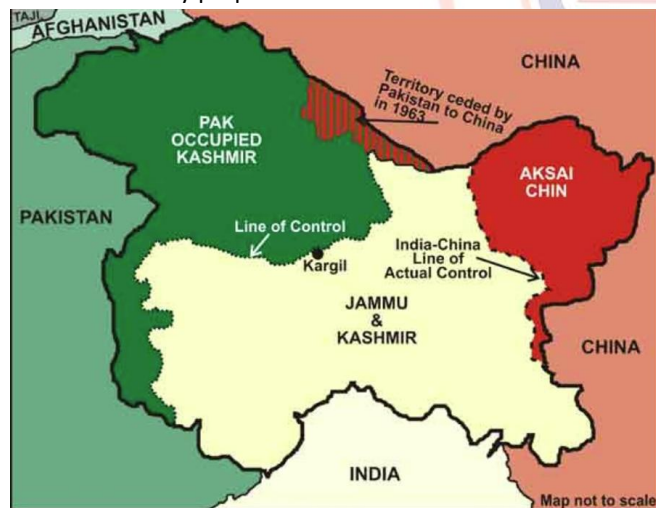 TAJI.
AFGHANISTAN
CHINA
Territory ceded by
Pakistan to China
in 1963
PAK
OCCUPIED
KASHMIR
AKSAI
CHIN
PAKISTAN
Line of Control
India-China
Line of
Actual Control
Kargil
JAMMU
&
KASHMIR
CHINA
INDIA
Map not to scale